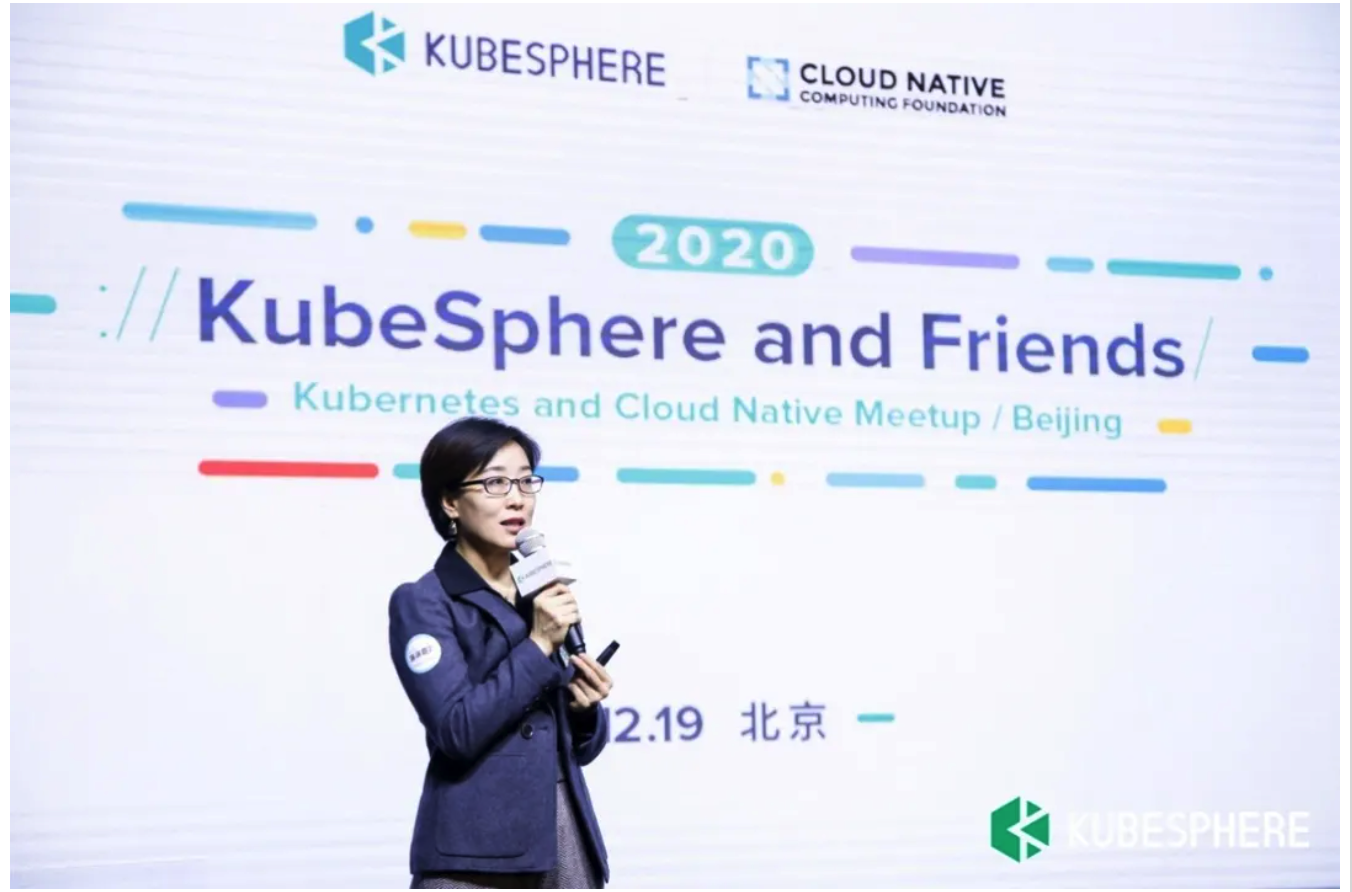 KUBESPHERE
CLOUD NATIVE
COMPUTING FOUNDATION
2020
:// KubeSphere and Friends /
Kubernetes and Cloud Native Meetup / Beijing
12.19 北京
KUBESPHERE
KUBESPHERE